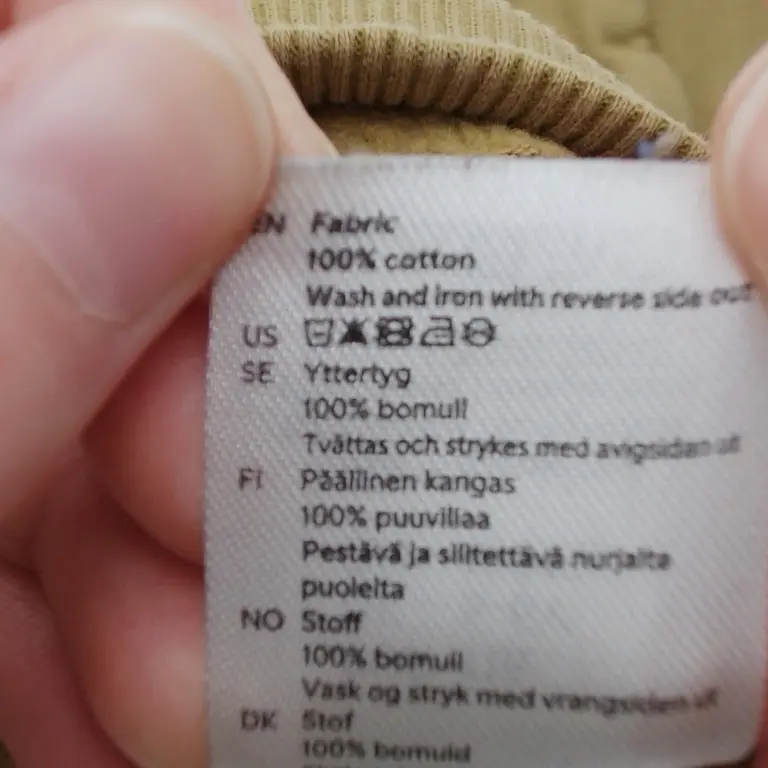 EN Fabric
100% cotton
Wash and iron with reverse side out
US
SE Yttertyg
100% bomull
Tvättas och strykes med avigsidan ut
FI Päällinen kangas
100% puuvillaa
Pestävä ja silitettävä nurjalta
puolelta
NO Stoff
100% bomull
Vask og stryk med vrangsiden ut
DK Stof
100% bomuld